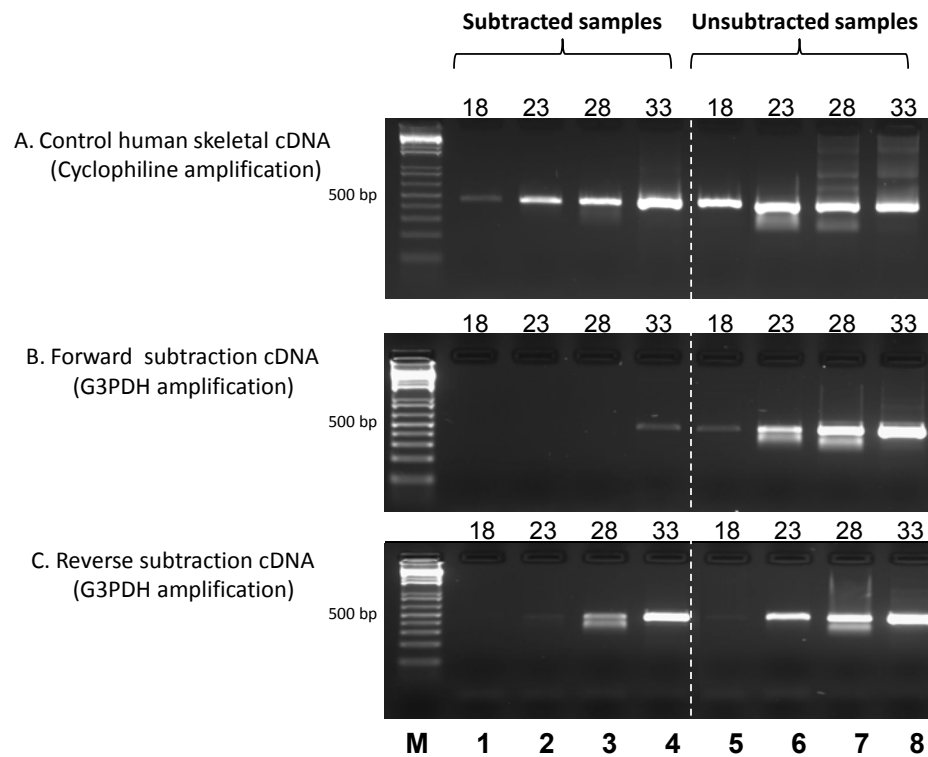 Subtracted samples Unsubtracted samples
18 23 28 33 18 23 28 33
A. Control human skeletal cDNA
(Cyclophiline amplification)
500 bp
18 23 28 33 18 23 28 33
B. Forward subtraction cDNA
(G3PDH amplification)
500 bp
18 23 28 33 18 23 28 33
C. Reverse subtraction cDNA
(G3PDH amplification)
500 bp
M 1 2 3 4 5 6 7 8